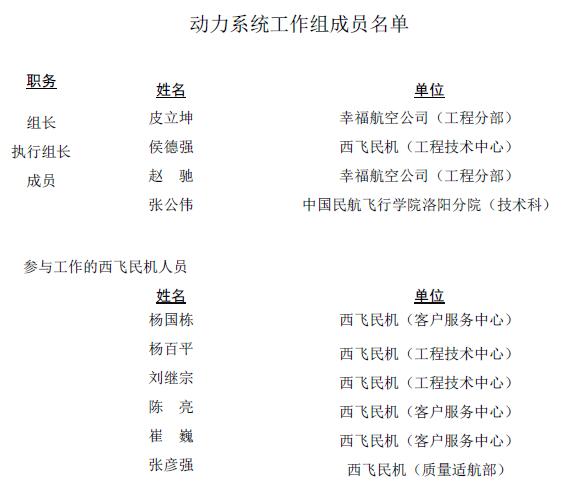 动力系统工作组成员名单
职务 姓名 单位
组长 皮立坤 幸福航空公司（工程分部）
执行组长 侯德强 西飞民机（工程技术中心）
成员 赵　驰 幸福航空公司（工程分部）
张公伟 中国民航飞行学院洛阳分院（技术科）
参与工作的西飞民机人员
姓名 单位
杨国栋 西飞民机（客户服务中心）
杨百平 西飞民机（工程技术中心）
刘继宗 西飞民机（工程技术中心）
陈　亮 西飞民机（客户服务中心）
崔　巍 西飞民机（客户服务中心）
张彦强 西飞民机（质量适航部）